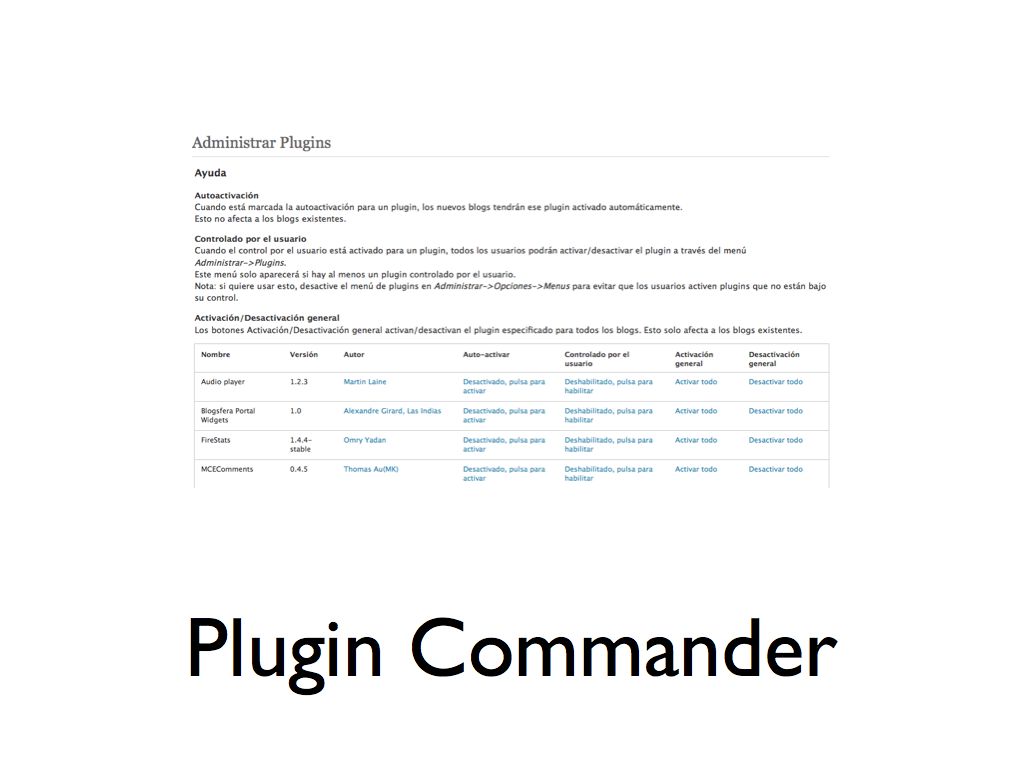 Administrar Plugins
Ayuda
Autoactivación
Cuando está marcada la autoactivación para un plugin, los nuevos blogs tendrán ese plugin activado automáticamente.
Esto no afecta a los blogs existentes.
Controlado por el usuario
Cuando el control por el usuario está activado para un plugin, todos los usuarios podrán activar/desactivar el plugin a través del menú
Administrar->Plugins.
Este menú solo aparecerá si hay al menos un plugin controlado por el usuario.
Nota: si quiere usar esto, desactive el menú de plugins en Administrar->Opciones->Menus para evitar que los usuarios activen plugins que no están bajo
su control.
Activación/Desactivación general
Los botones Activación/Desactivación general activan/desactivan el plugin especificado para todos los blogs. Esto solo afecta a los blogs existentes.
Nombre Versión Autor Auto-activar Controlado por el Activación Desactivación
usuario general general
Audio player 1.2.3 Martin Laine Desactivado, pulsa para Deshabilitado, pulsa para Activar todo Desactivar todo
activar habilitar
Blogsfera Portal 1.0 Alexandre Girard, Las Indias Desactivado, pulsa para Deshabilitado, pulsa para Activar todo Desactivar todo
Widgets activar habilitar
FireStats 1.4.4- Omry Yadan Desactivado, pulsa para Deshabilitado, pulsa para Activar todo Desactivar todo
stable activar habilitar
MCEComments 0.4.5 Thomas Au(MK) Desactivado, pulsa para Deshabilitado, pulsa para Activar todo Desactivar todo
activar habilitar
Plugin Commander